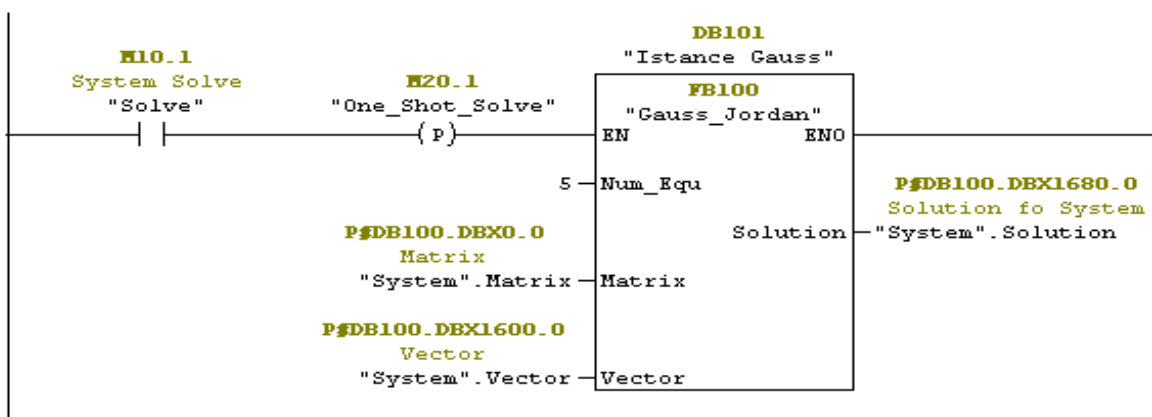 DB101
"Istance Gauss"
M10.1
System Solve
"Solve"
M20.1
"One_Shot_Solve"
(P)
FB100
"Gauss_Jordan"
EN ENO
5 Num_Equ
P#DB100.DBX1680.0
Solution fo System
Solution "System".Solution
P#DB100.DBX0.0
Matrix
"System".Matrix Matrix
P#DB100.DBX1600.0
Vector
"System".Vector Vector